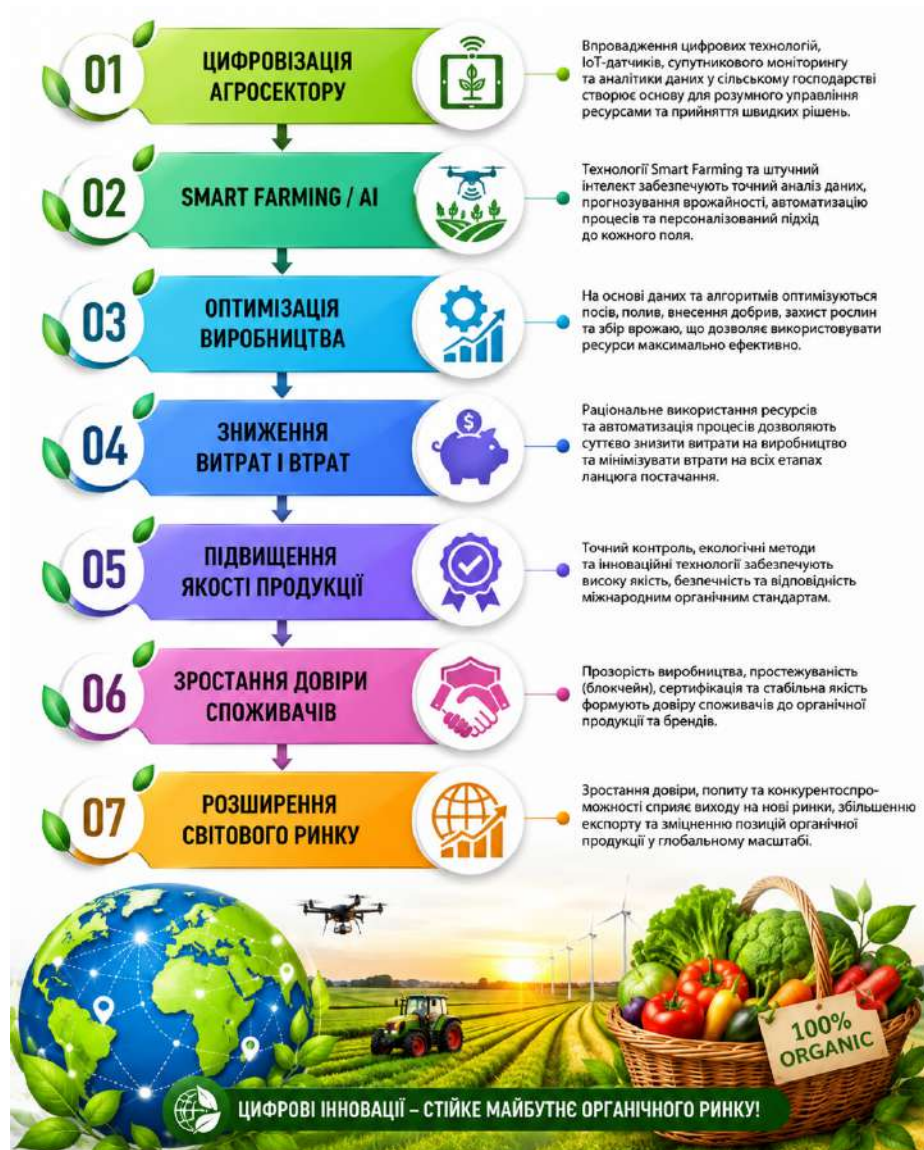 01
ЦИФРОВІЗАЦІЯ
АГРОСЕКТОРУ
Впровадження цифрових технологій,
IoT-датчиків, супутникового моніторингу
та аналітики даних у сільському господарстві
створює основу для розумного управління
ресурсами та прийняття швидких рішень.
02
SMART FARMING / AI
Технології Smart Farming та штучний
інтелект забезпечують точний аналіз даних,
прогнозування врожайності, автоматизацію
процесів та персоналізований підхід
до кожного поля.
03
ОПТИМІЗАЦІЯ
ВИРОБНИЦТВА
На основі даних та алгоритмів оптимізуються
посів, полив, внесення добрив, захист рослин
та збір врожаю, що дозволяє використовувати
ресурси максимально ефективно.
04
ЗНИЖЕННЯ
ВИТРАТ І ВТРАТ
$
Раціональне використання ресурсів
та автоматизація процесів дозволяють
суттєво знизити витрати на виробництво
та мінімізувати втрати на всіх етапах
ланцюга постачання.
05
ПІДВИЩЕННЯ
ЯКОСТІ ПРОДУКЦІЇ
Точний контроль, екологічні методи
та інноваційні технології забезпечують
високу якість, безпечність та відповідність
міжнародним органічним стандартам.
06
ЗРОСТАННЯ ДОВІРИ
СПОЖИВАЧІВ
Прозорість виробництва, простежуваність
(блокчейн), сертифікація та стабільна якість
формують довіру споживачів до органічної
продукції та брендів.
07
РОЗШИРЕННЯ
СВІТОВОГО РИНКУ
Зростання довіри, попиту та конкурентоспро-
можності сприяє виходу на нові ринки, збільшенню
експорту та зміцненню позицій органічної
продукції у глобальному масштабі.
100%
ORGANIC
ЦИФРОВІ ІННОВАЦІЇ – СТІЙКЕ МАЙБУТНЄ ОРГАНІЧНОГО РИНКУ!